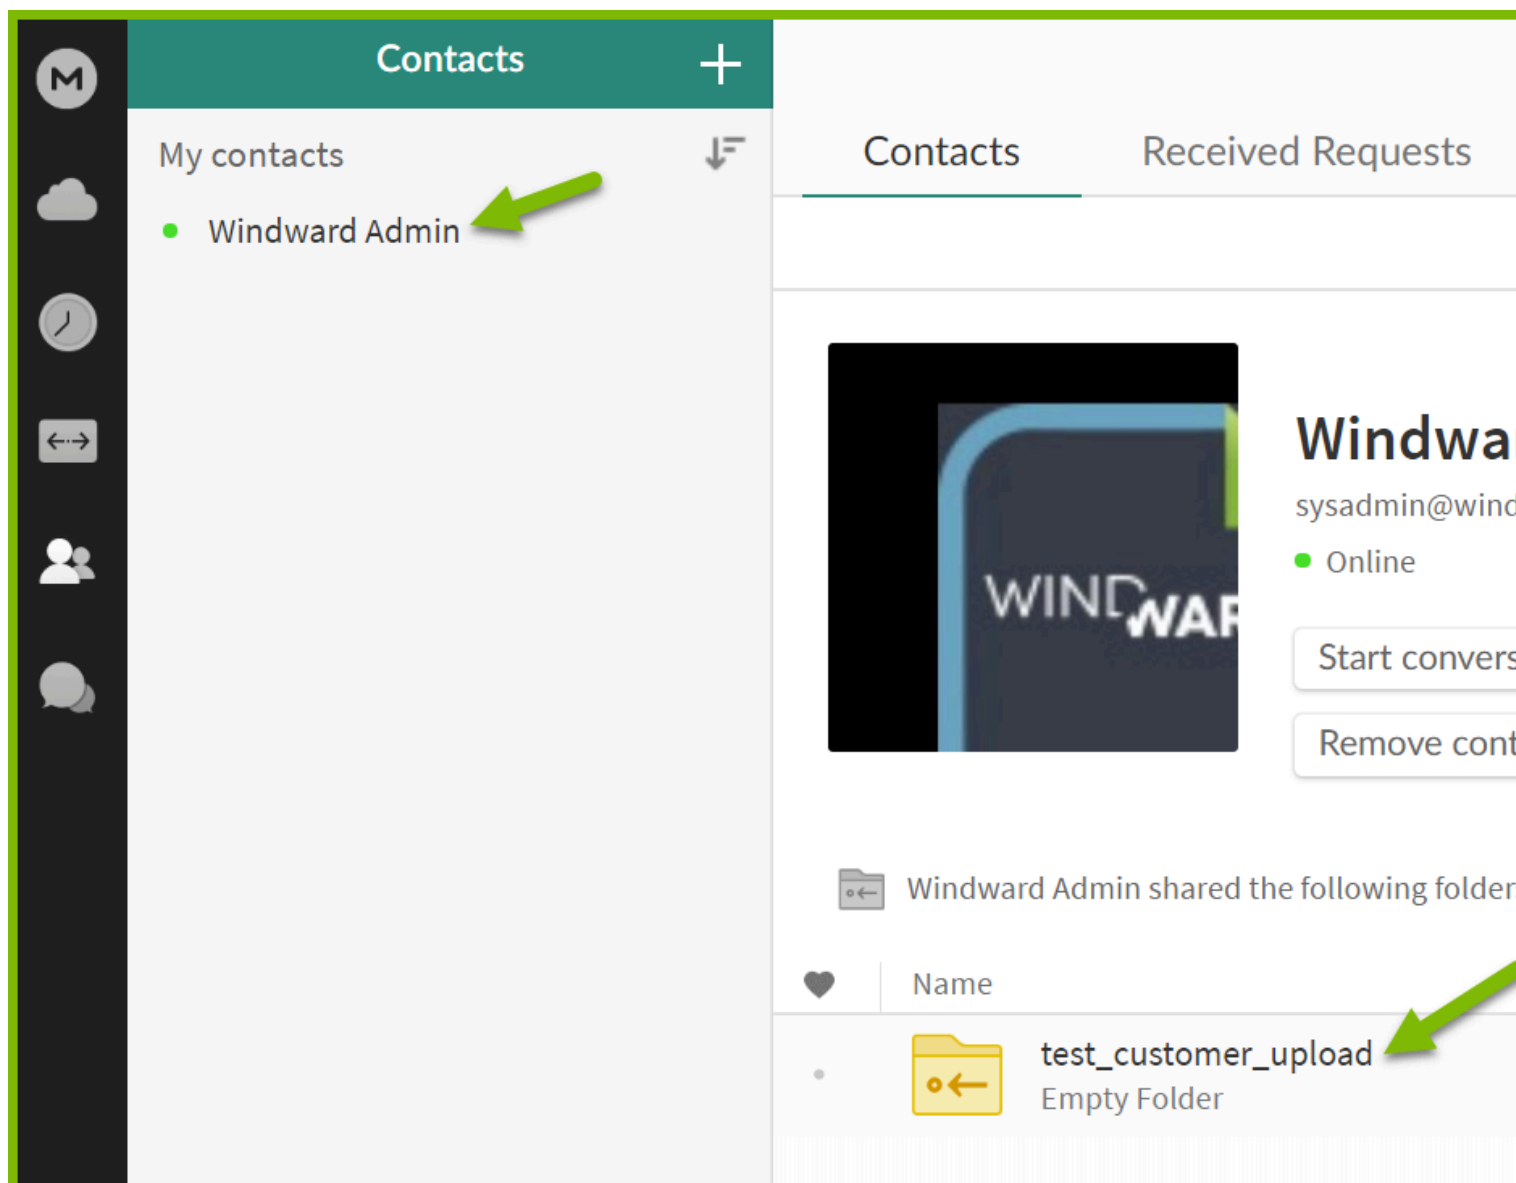 M
Contacts
My contacts
Windward Admin
Contacts
Received Requests
WIND
WAR
Windwa
sysadmin@wind
Online
Start convers
Remove cont
Windward Admin shared the following folder
Name
test_customer_upload
Empty Folder